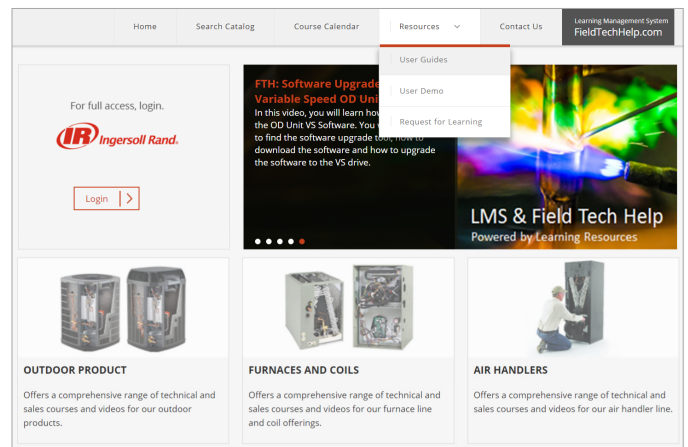 Home
Search Catalog
Course Calendar
Resources
Contact Us
Learning Management System
FieldTechHelp.com
User Guides
User Demo
Request for Learning
For full access, login.
IR Ingersoll Rand®
Login
FTH: Software Upgrade
Variable Speed OD Uni
In this video, you will learn how
the OD Unit VS Software. You
to find the software upgrade tool, how to
download the software and how to upgrade
the software to the VS drive.
LMS & Field Tech Help
Powered by Learning Resources
OUTDOOR PRODUCT
Offers a comprehensive range of technical and
sales courses and videos for our outdoor
products.
FURNACES AND COILS
Offers a comprehensive range of technical and
sales courses and videos for our furnace line
and coil offerings.
AIR HANDLERS
Offers a comprehensive range of technical and
sales courses and videos for our air handler line.